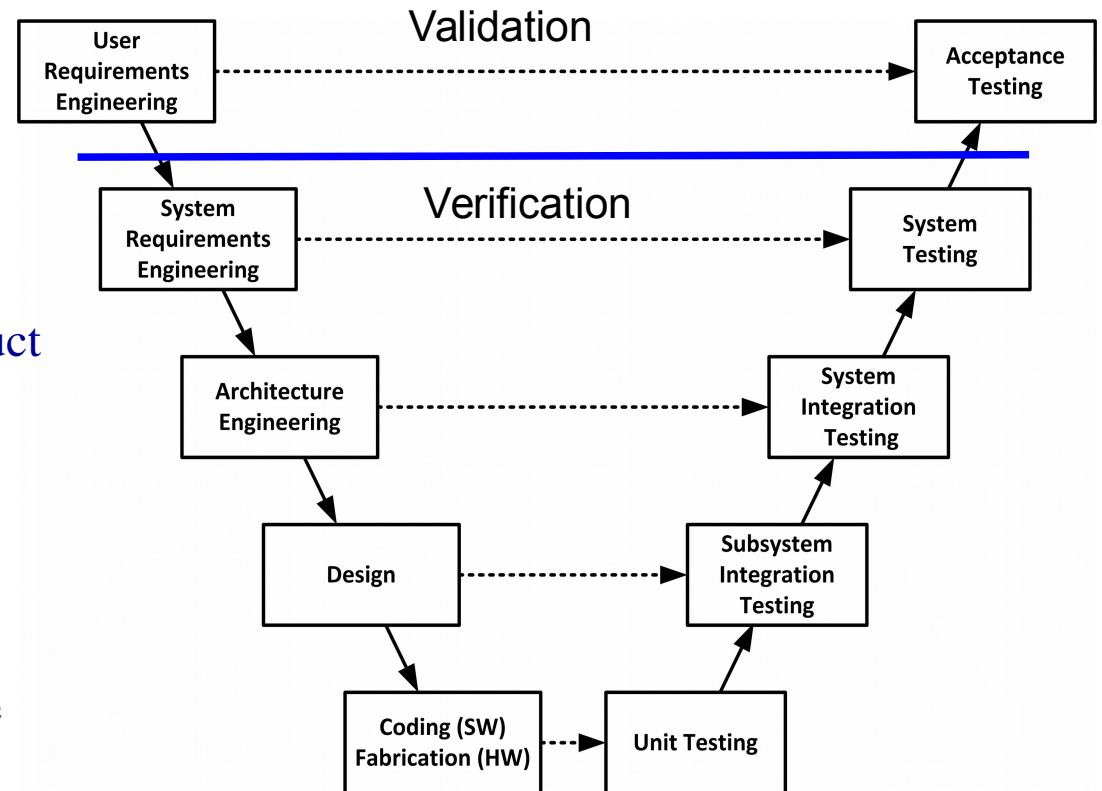 Validation
User
Requirements
Engineering
Acceptance
Testing
Verification
System
Requirements
Engineering
System
Testing
Architecture
Engineering
System
Integration
Testing
Design
Subsystem
Integration
Testing
Coding (SW)
Fabrication (HW)
Unit Testing